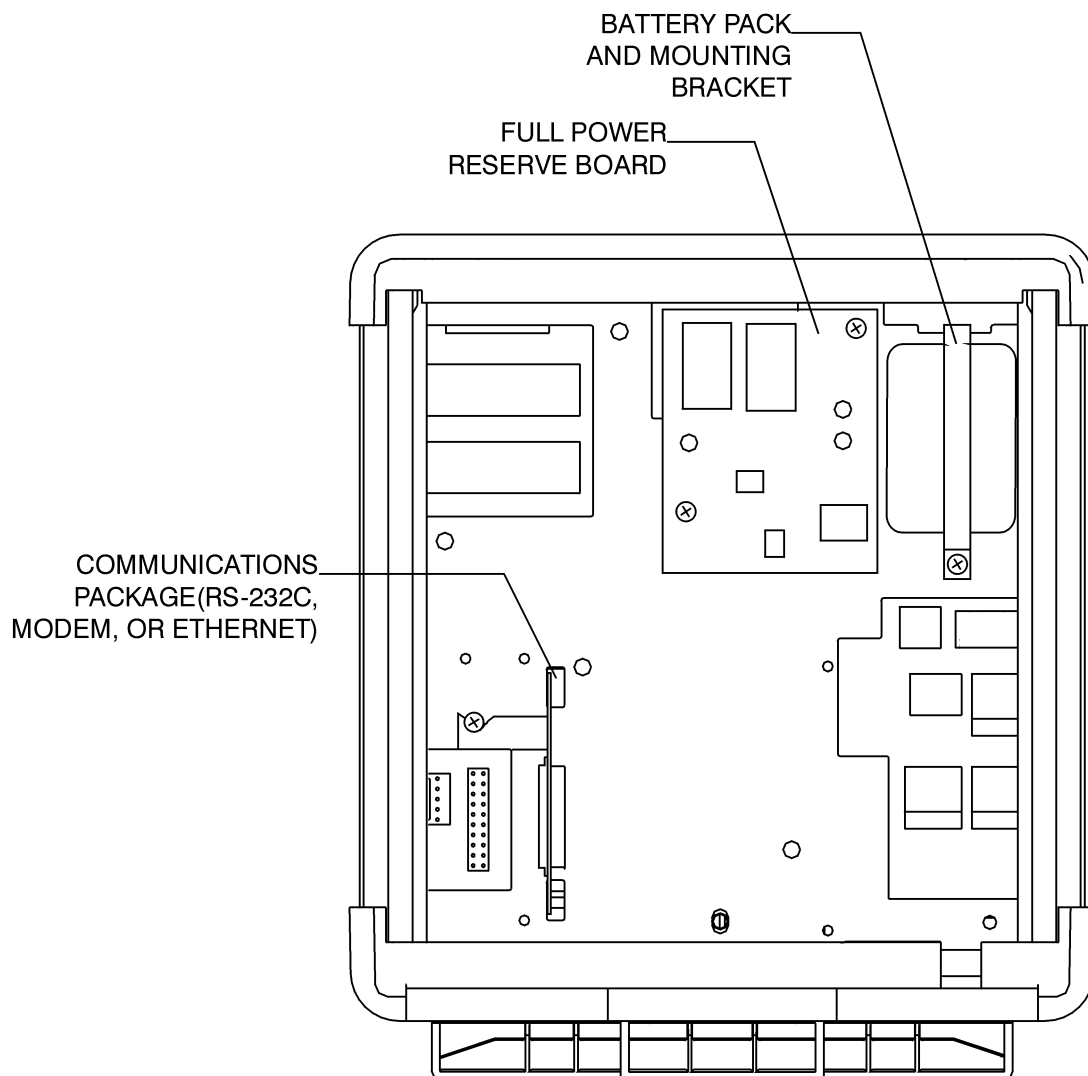 BATTERY PACK
AND MOUNTING
BRACKET
FULL POWER
RESERVE BOARD
COMMUNICATIONS
PACKAGE(RS-232C,
MODEM, OR ETHERNET)